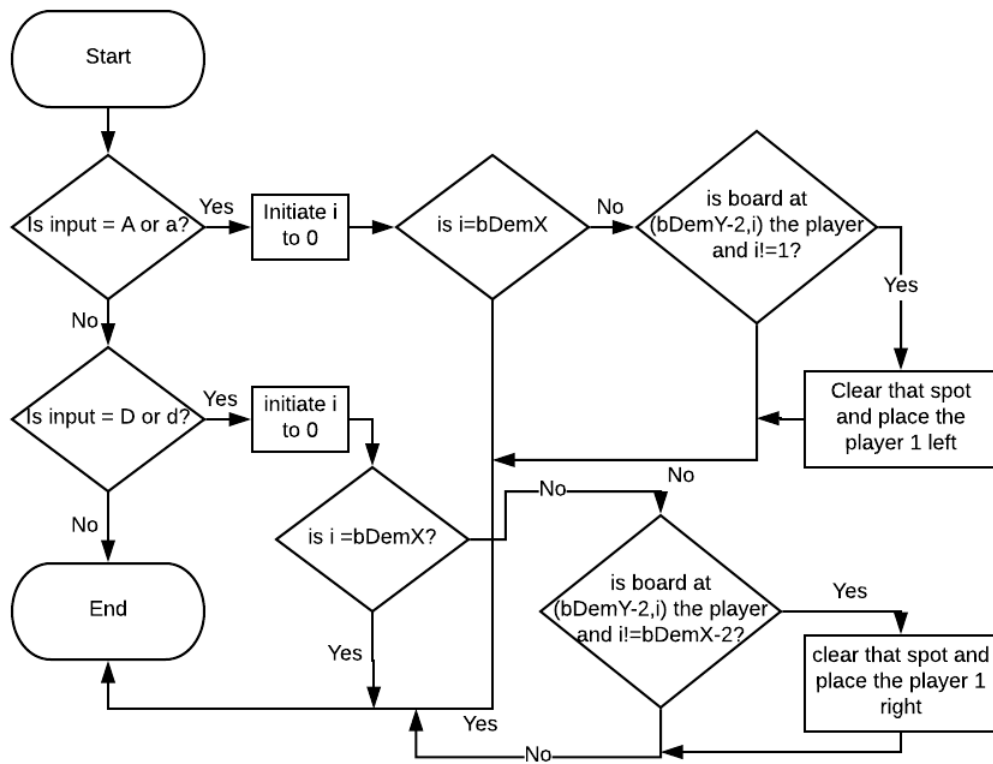 Start
Is input = A or a?
Yes
Initiate i
to 0
is i=bDemX
No
is board at
(bDemY-2,i) the player
and i!=1?
Yes
Clear that spot
and place the
player 1 left
No
No
Is input = D or d?
Yes
initiate i
to 0
is i =bDemX?
No
is board at
(bDemY-2,i) the player
and i!=bDemX-2?
Yes
clear that spot and
place the player 1
right
No
Yes
Yes
No
End